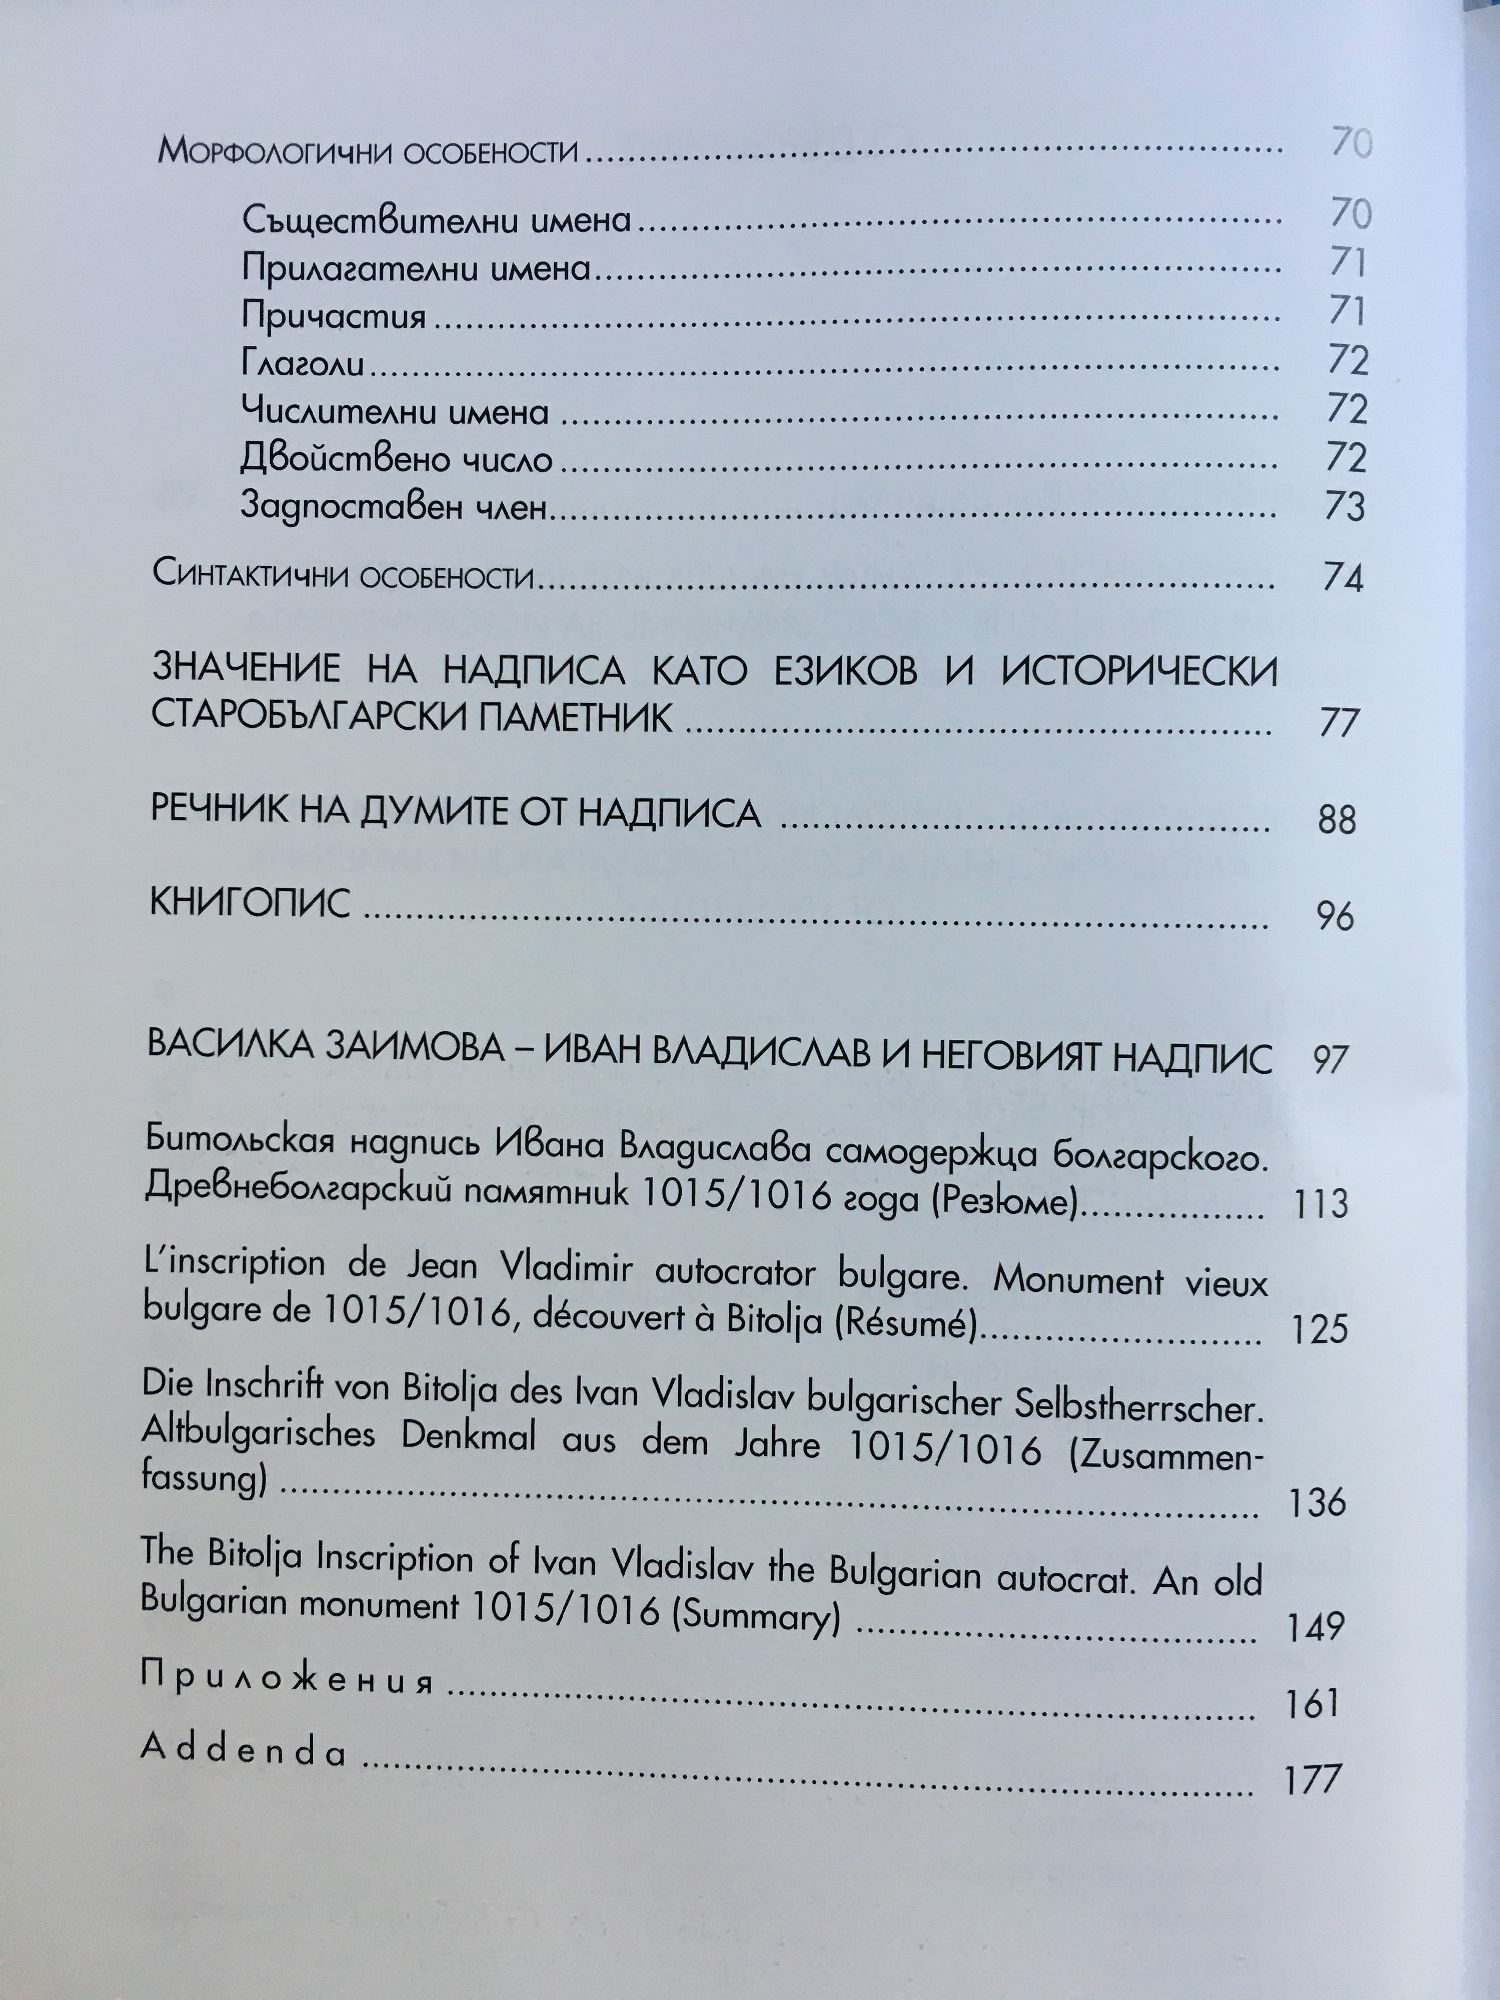 Морфологични особености 70
Съществителни имена 70
Прилагателни имена 71
Причастия 71
Глаголи 72
Числителни имена 72
Двойствено число 72
Задпоставен член 73
Синтактични особености 74
ЗНАЧЕНИЕ НА НАДПИСА КАТО ЕЗИКОВ И ИСТОРИЧЕСКИ
СТАРОБЪЛГАРСКИ ПАМЕТНИК 77
РЕЧНИК НА ДУМИТЕ ОТ НАДПИСА 88
КНИГОПИС 96
ВАСИЛКА ЗАИМОВА – ИВАН ВЛАДИСЛАВ И НЕГОВИЯТ НАДПИС 97
Битольская надпись Ивана Владислава самодержца болгарского.
Древнеболгарский памятник 1015/1016 года (Резюме) 113
L'inscription de Jean Vladimir autocrator bulgare. Monument vieux
bulgare de 1015/1016, découvert à Bitolja (Résumé) 125
Die Inschrift von Bitolja des Ivan Vladislav bulgarischer Selbstherrscher.
Altbulgarisches Denkmal aus dem Jahre 1015/1016 (Zusammen-
fassung) 136
The Bitolja Inscription of Ivan Vladislav the Bulgarian autocrat. An old
Bulgarian monument 1015/1016 (Summary) 149
Приложения 161
Addenda 177